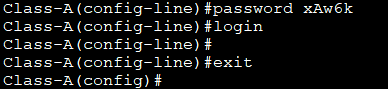 Class-A(config-line)#password xAw6k
Class-A(config-line)#login
Class-A(config-line)#
Class-A(config-line)#exit
Class-A(config)#